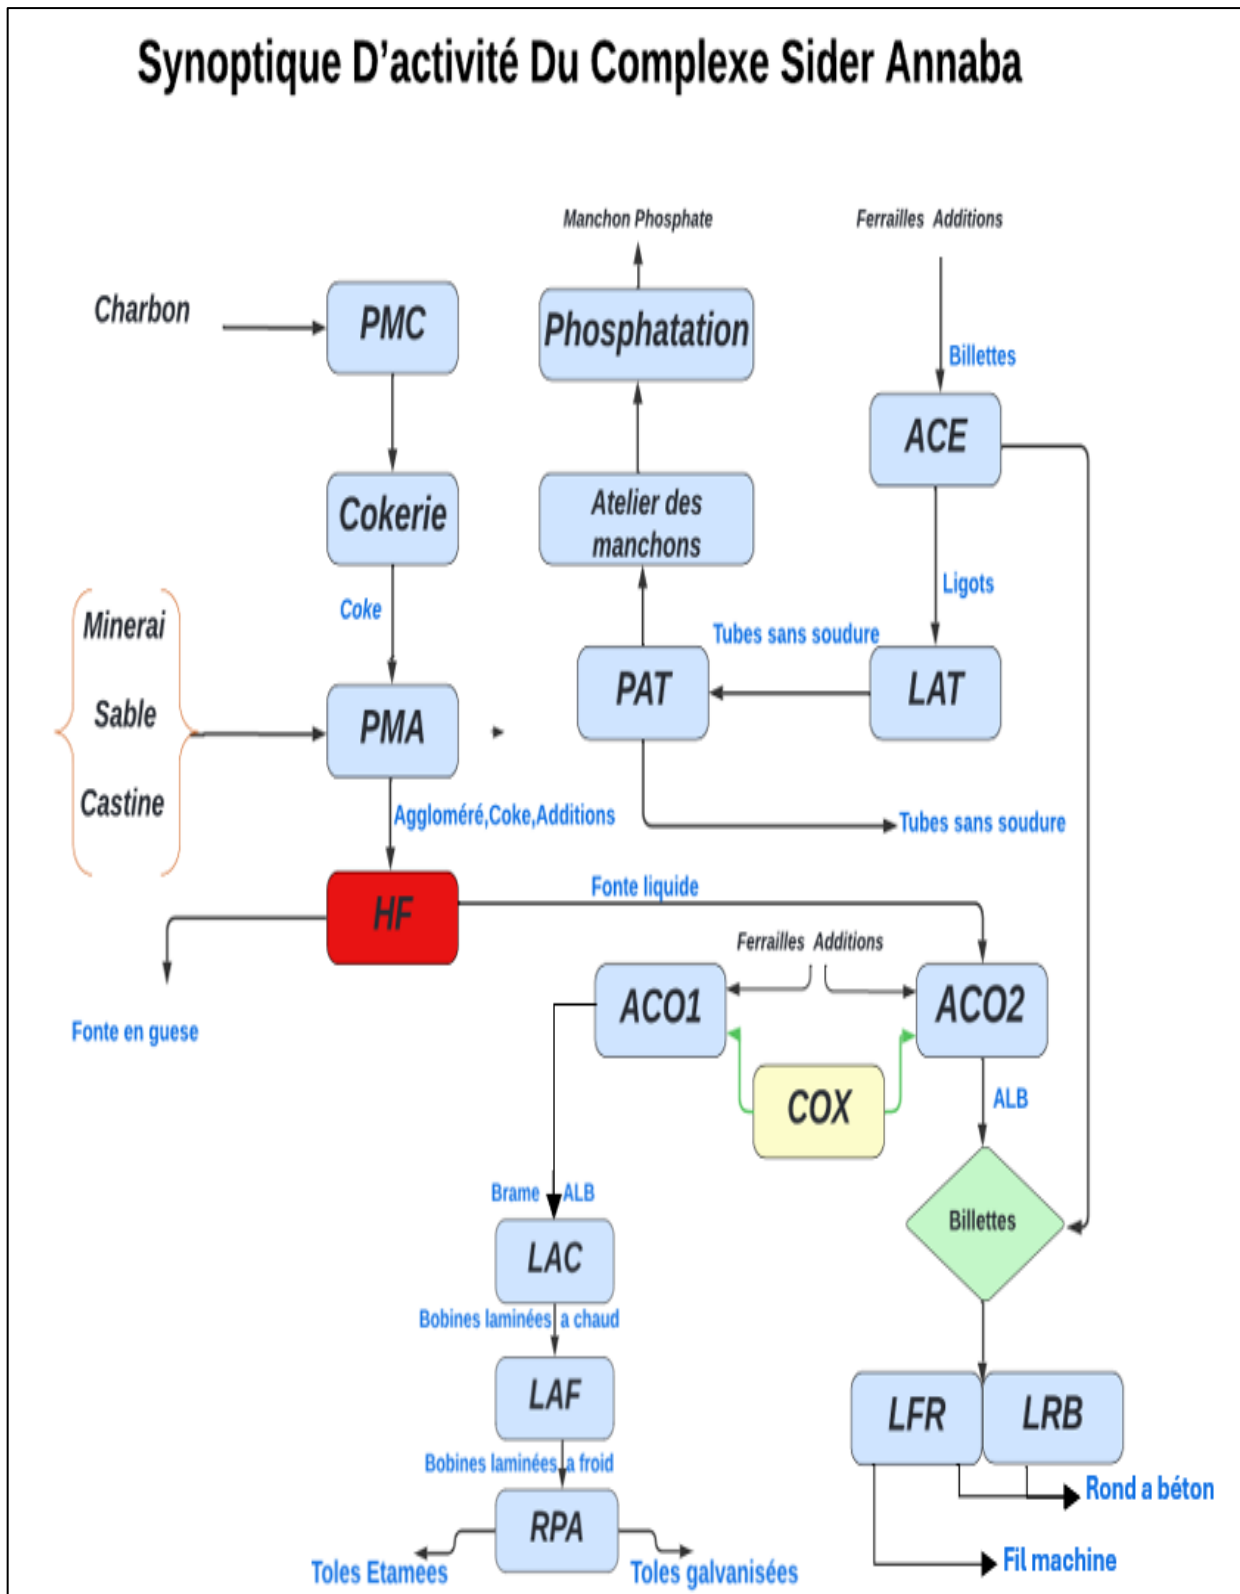 Synoptique D’activité Du Complexe Sider Annaba
Manchon Phosphate
Ferrailles Additions
Charbon
PMC
Phosphatation
Billettes
ACE
Cokerie
Atelier des
manchons
Ligots
Coke
Minerai
Tubes sans soudure
PAT
LAT
Sable
PMA
Castine
Aggloméré,Coke,Additions
Tubes sans soudure
HF
Fonte liquide
Ferrailles Additions
ACO1
ACO2
Fonte en guese
COX
ALB
Brame
ALB
Billettes
LAC
Bobines laminées a chaud
LAF
LFR
LRB
Bobines laminées a froid
Rond a béton
RPA
Toles Etamees
Toles galvanisées
Fil machine